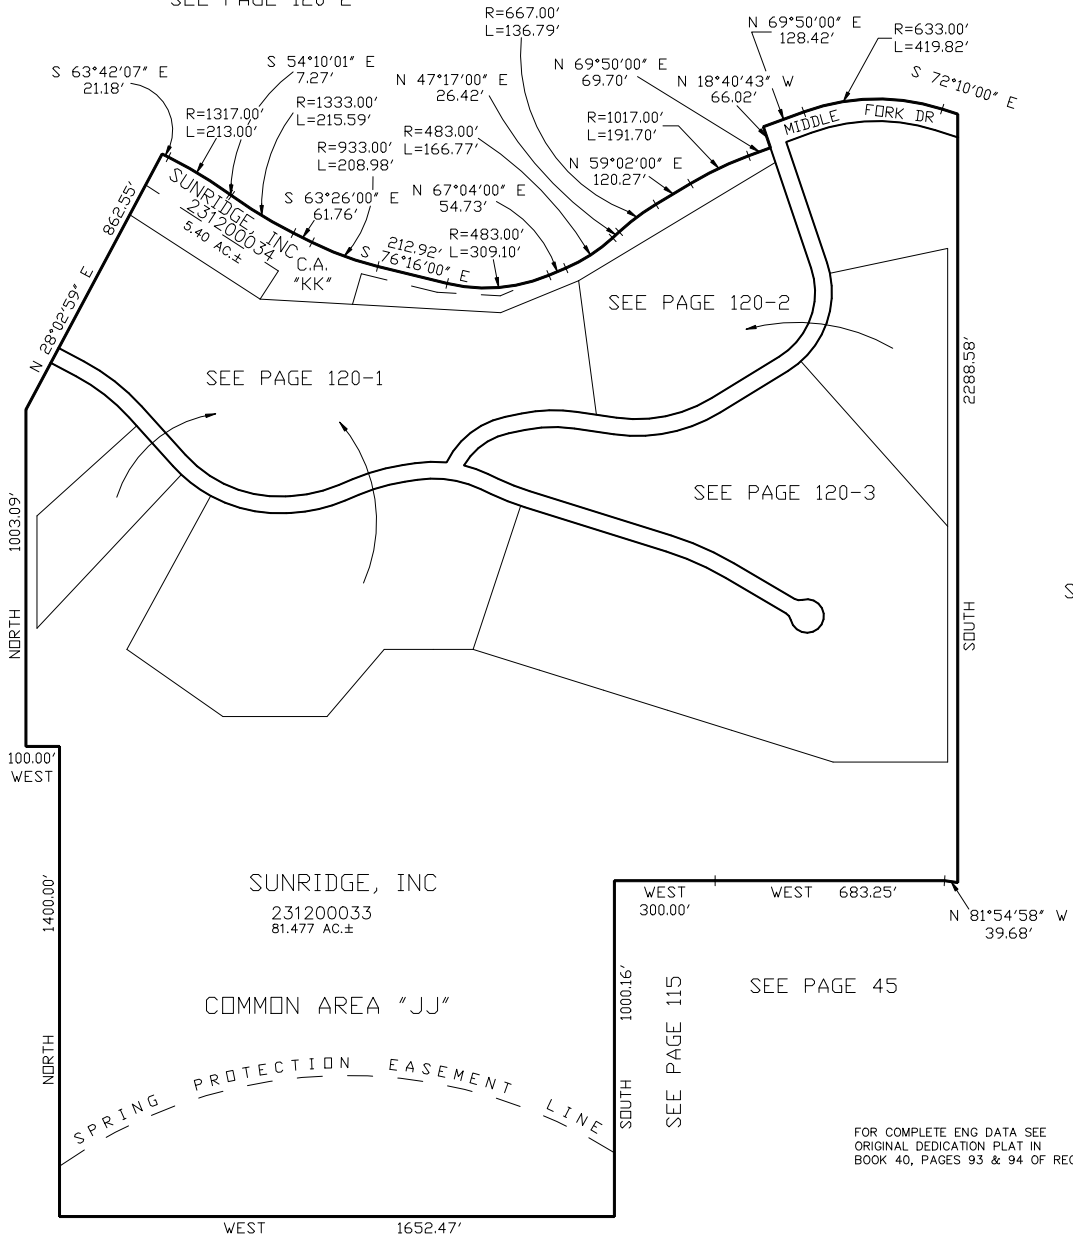 SEE PAGE 120-2
R=667.00'
L=136.79'
N 69°50'00" E
128.42'
R=633.00'
L=419.82'
S 63°42'07" E
21.18'
S 54°10'01" E
7.27'
N 47°17'00" E
26.42'
N 69°50'00" E
69.70'
N 18°40'43" W
66.02'
S 72°10'00" E
R=1317.00'
L=213.00'
R=1333.00'
L=215.59'
R=483.00'
L=166.77'
R=1017.00'
L=191.70'
MIDDLE FORK DR
R=933.00'
L=208.98'
N 59°02'00" E
120.27'
862.55'
SUNRIDGE, INC
231200034
5.40 AC.±
S 63°26'00" E
61.76'
N 67°04'00" E
54.73'
212.92'
S 76°16'00" E
R=483.00'
L=309.10'
C.A.
"KK"
N 28°02'59" E
SEE PAGE 120-2
2288.58'
SEE PAGE 120-1
SEE PAGE 120-3
1003.09'
NORTH
SOUTH
S
100.00'
WEST
SUNRIDGE, INC
231200033
81.477 AC.±
1400.00'
WEST
300.00'
WEST 683.25'
N 81°54'58" W
39.68'
1000.16'
SEE PAGE 115
SEE PAGE 45
COMMON AREA "JJ"
NORTH
SPRING PROTECTION EASEMENT LINE
SOUTH
FOR COMPLETE ENG DATA SEE
ORIGINAL DEDICATION PLAT IN
BOOK 40, PAGES 93 & 94 OF REC
WEST 1652.47'